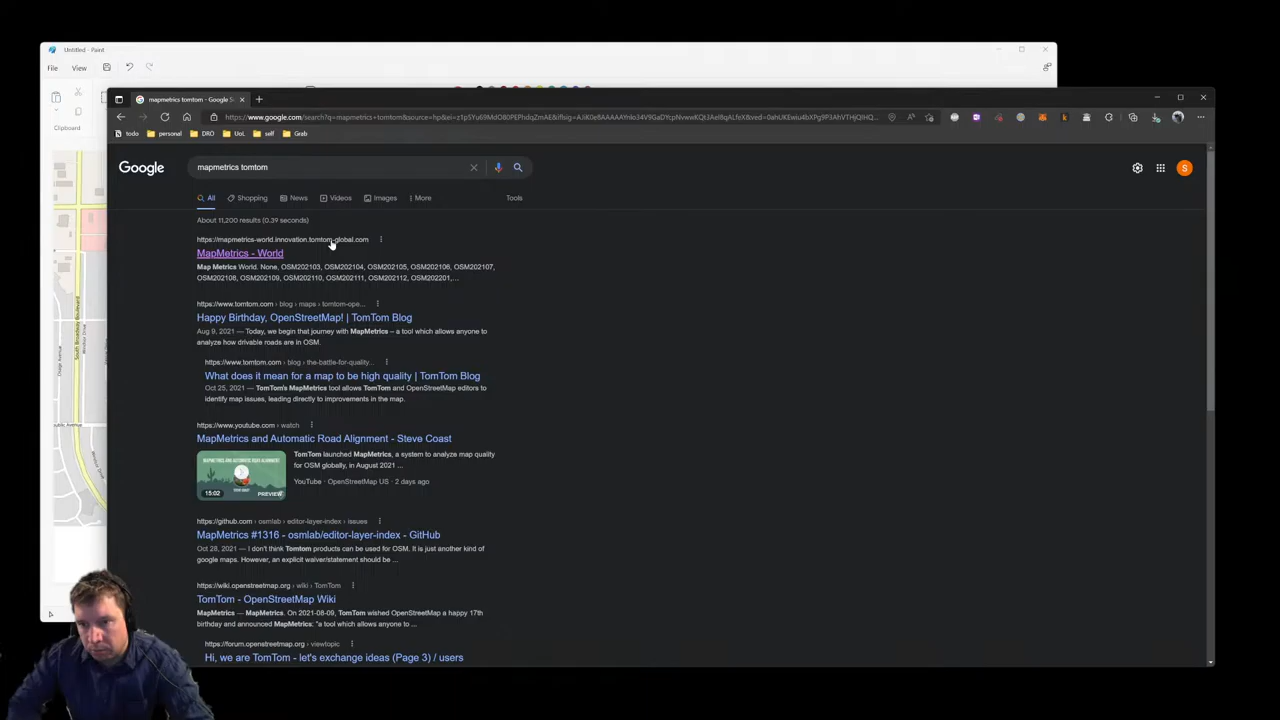 Untitled - Paint
File View
Clipboard
mapmetrics tomtom - Google S
mapmetrics tomtom
todo personal DRO UoL self Grab
Google
All Shopping News Videos Images More Tools
About 11,200 results (0.39 seconds)
https://mapmetrics-world.innovation.tomtom-global.com
MapMetrics - World
Map Metrics World. None, OSM202103, OSM202104, OSM202105, OSM202106, OSM202107,
OSM202108, OSM202109, OSM202110, OSM202111, OSM202112, OSM202201,...
https://www.tomtom.com › blog › maps › tomtom-ope...
Happy Birthday, OpenStreetMap! | TomTom Blog
Aug 9, 2021 — Today, we begin that journey with MapMetrics – a tool which allows anyone to
analyze how drivable roads are in OSM.
https://www.tomtom.com › blog › the-battle-for-quality...
What does it mean for a map to be high quality | TomTom Blog
Oct 25, 2021 — TomTom's MapMetrics tool allows TomTom and OpenStreetMap editors to
identify map issues, leading directly to improvements in the map.
https://www.youtube.com › watch
MapMetrics and Automatic Road Alignment - Steve Coast
TomTom launched MapMetrics, a system to analyze map quality
for OSM globally, in August 2021 ...
YouTube · OpenStreetMap US · 2 days ago
15:02
PREVIEW
https://github.com › osmlab › editor-layer-index › issues
MapMetrics #1316 - osmlab/editor-layer-index - GitHub
Oct 28, 2021 — I don't think Tomtom products can be used for OSM. It is just another kind of
google maps. However, an explicit waiver/statement should be ...
https://wiki.openstreetmap.org › wiki › TomTom
TomTom - OpenStreetMap Wiki
MapMetrics — MapMetrics. On 2021-08-09, TomTom wished OpenStreetMap a happy 17th
birthday and announced MapMetrics: "a tool which allows anyone to ...
https://forum.openstreetmap.org › viewtopic
Hi, we are TomTom - let's exchange ideas (Page 3) / users
South Broadway Boulevard